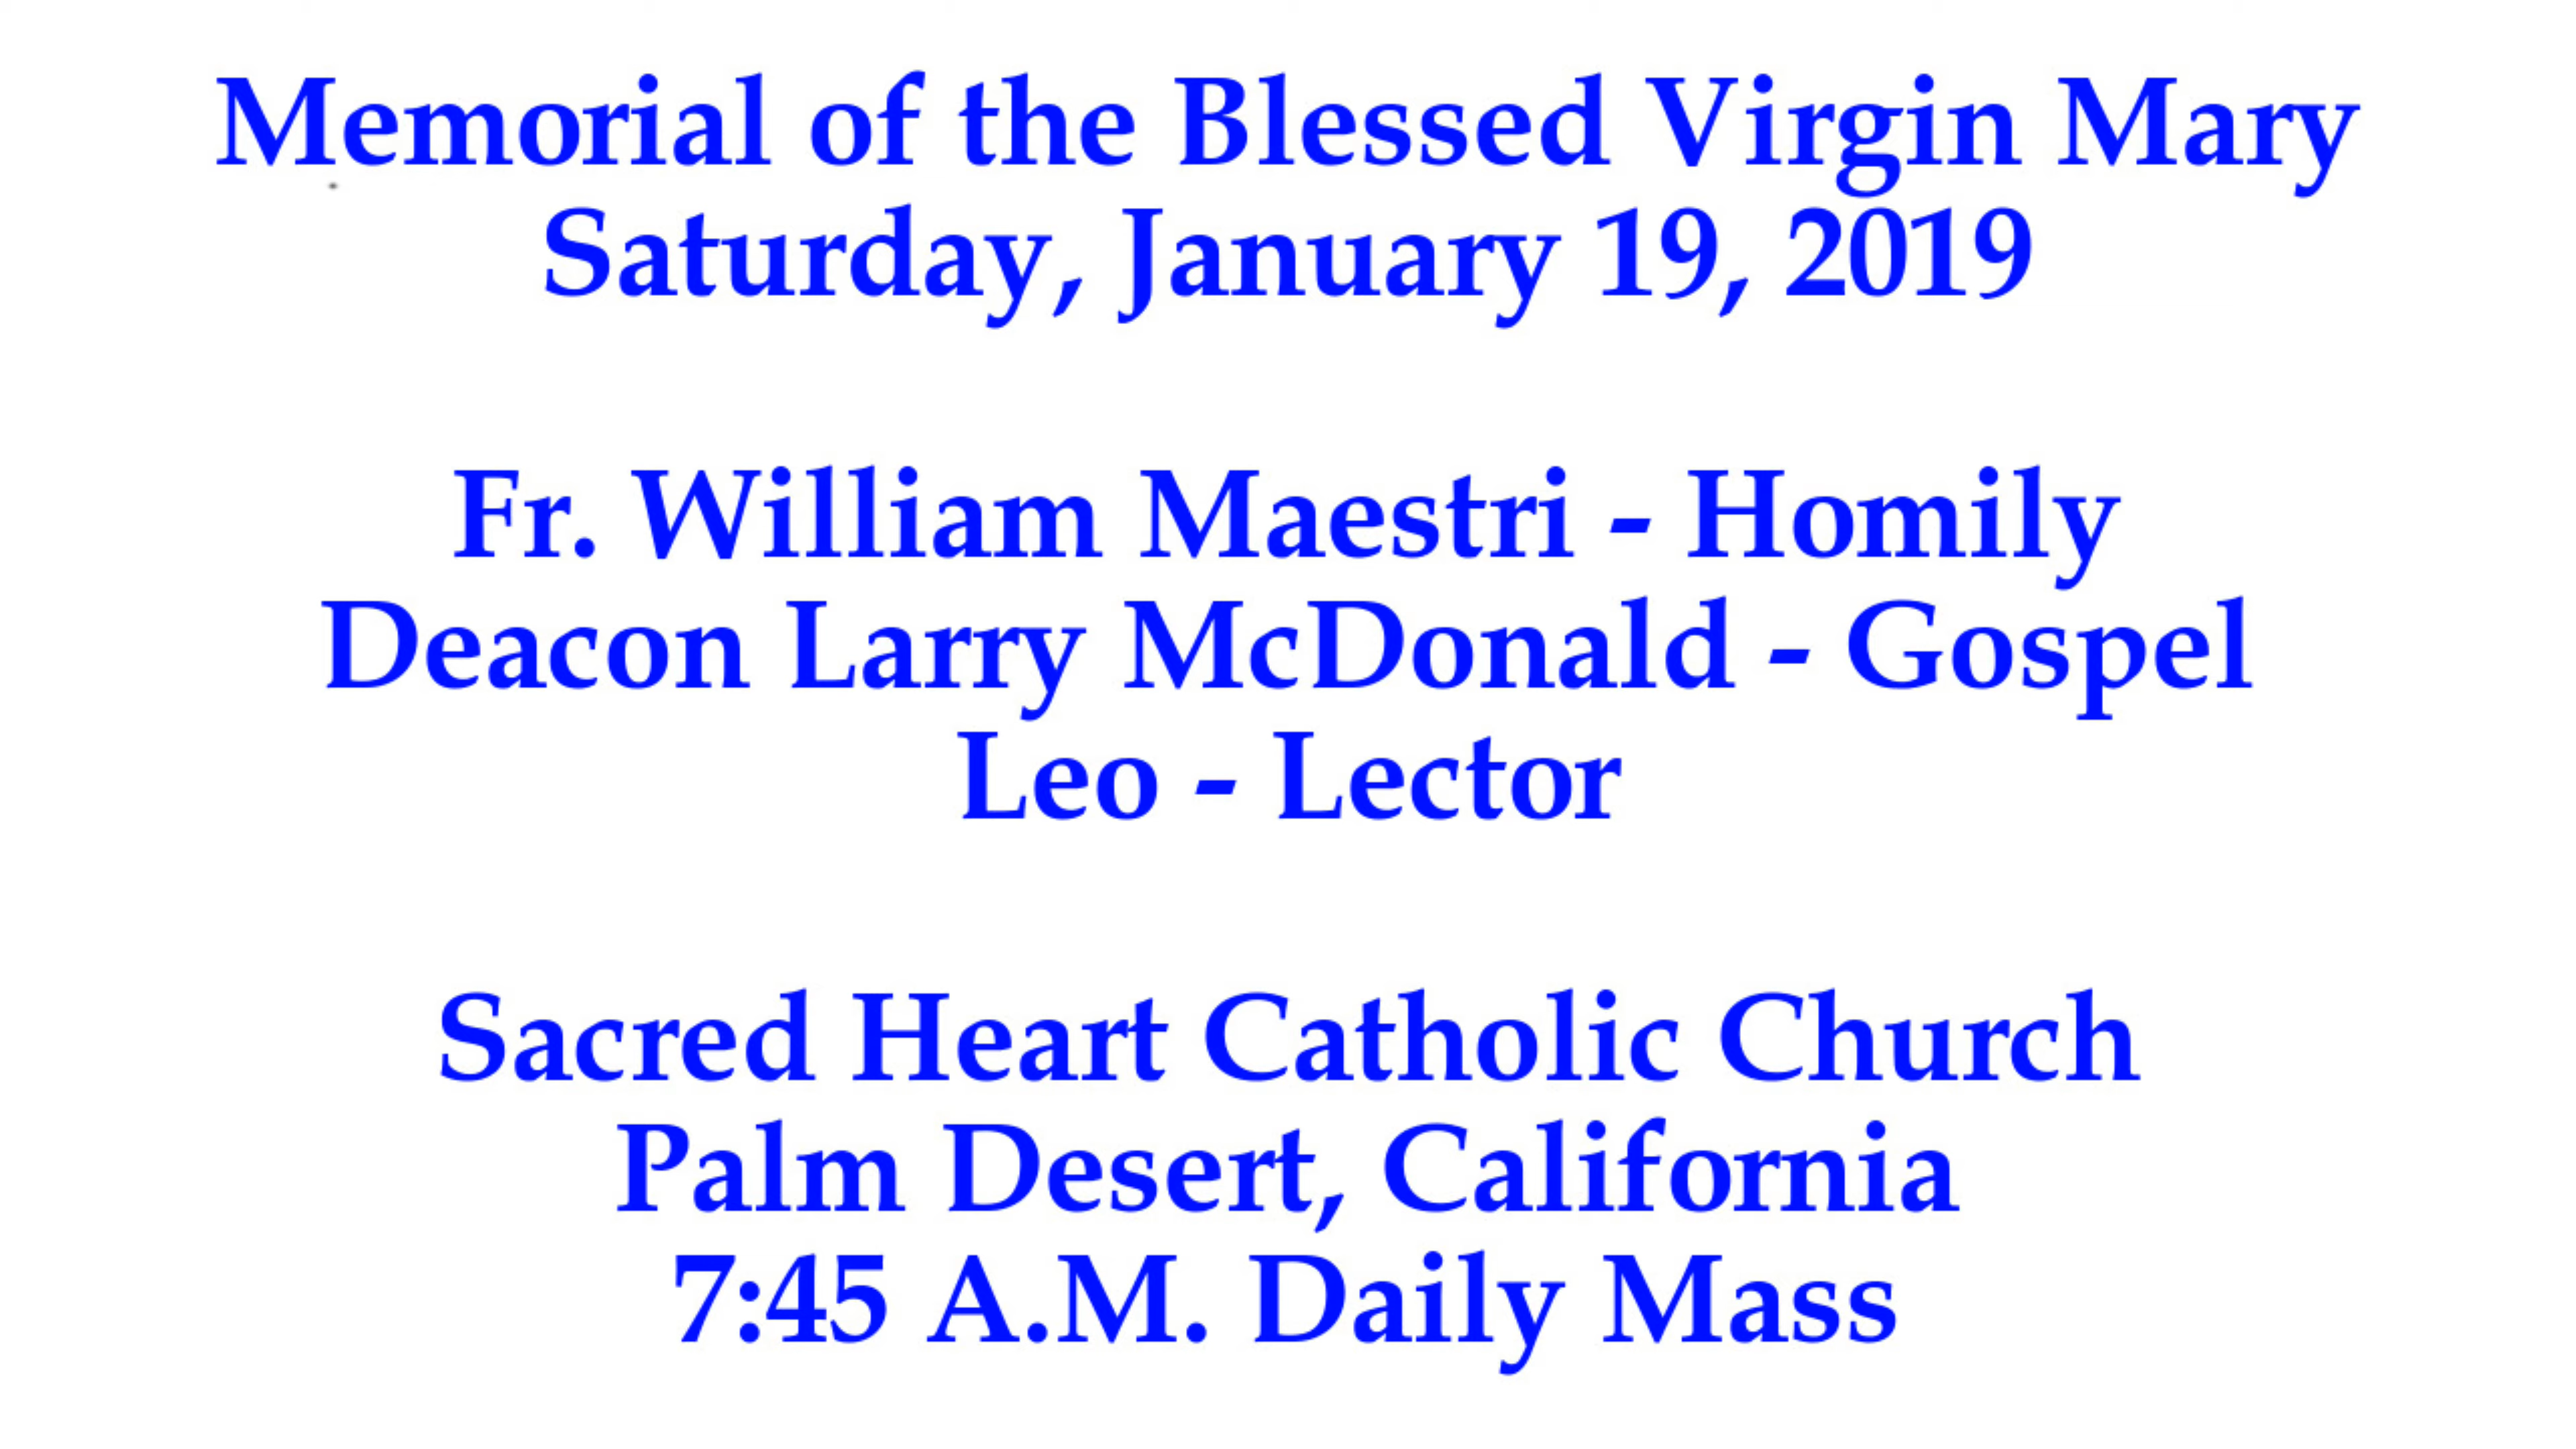 Memorial of the Blessed Virgin Mary
Saturday, January 19, 2019
Fr. William Maestri - Homily
Deacon Larry McDonald - Gospel
Leo - Lector
Sacred Heart Catholic Church
Palm Desert, California
7:45 A.M. Daily Mass